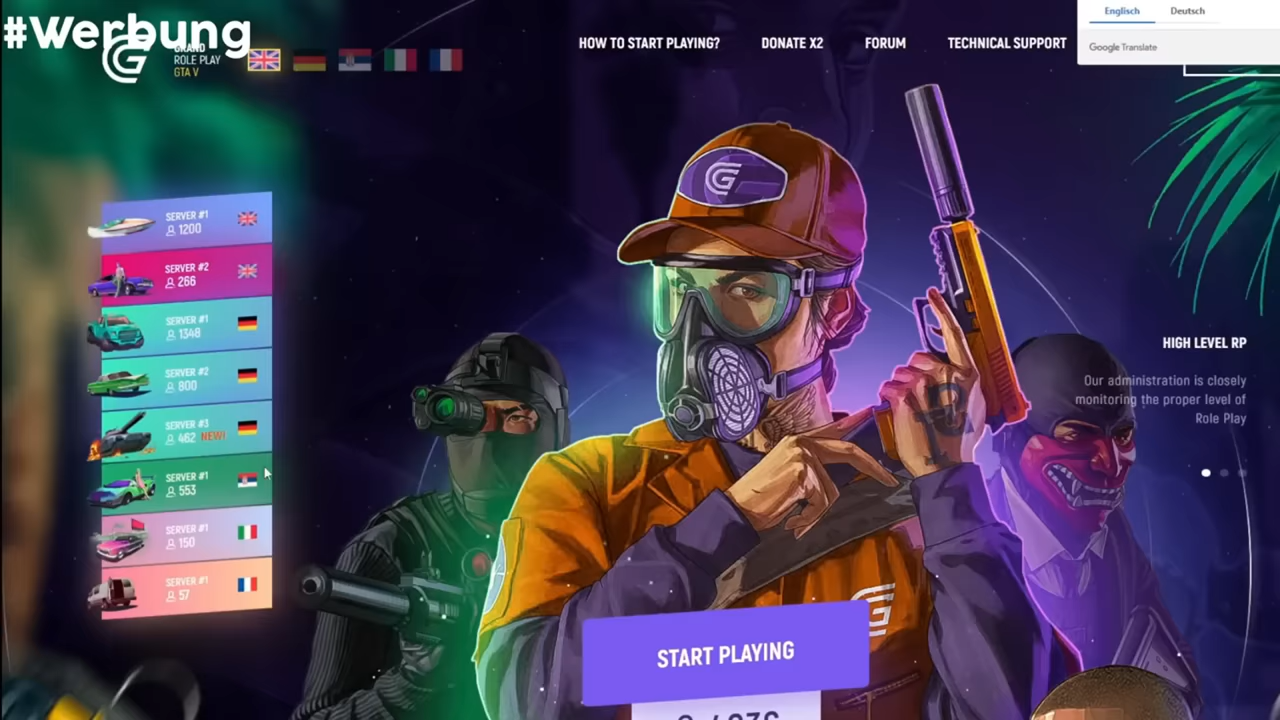 #Werbung
GRAND
ROLE PLAY
GTA V
HOW TO START PLAYING?
DONATE X2
FORUM
TECHNICAL SUPPORT
Englisch
Deutsch
Google Translate
SERVER #1
1200
SERVER #2
266
SERVER #1
1348
SERVER #2
800
SERVER #3
462 NEW!
SERVER #1
553
SERVER #1
150
SERVER #1
57
HIGH LEVEL RP
Our administration is closely
monitoring the proper level of
Role Play
START PLAYING